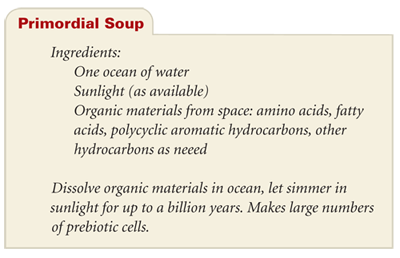 Primordial Soup
Ingredients:
One ocean of water
Sunlight (as available)
Organic materials from space: amino acids, fatty
acids, polycyclic aromatic hydrocarbons, other
hydrocarbons as neeed
Dissolve organic materials in ocean, let simmer in
sunlight for up to a billion years. Makes large numbers
of prebiotic cells.